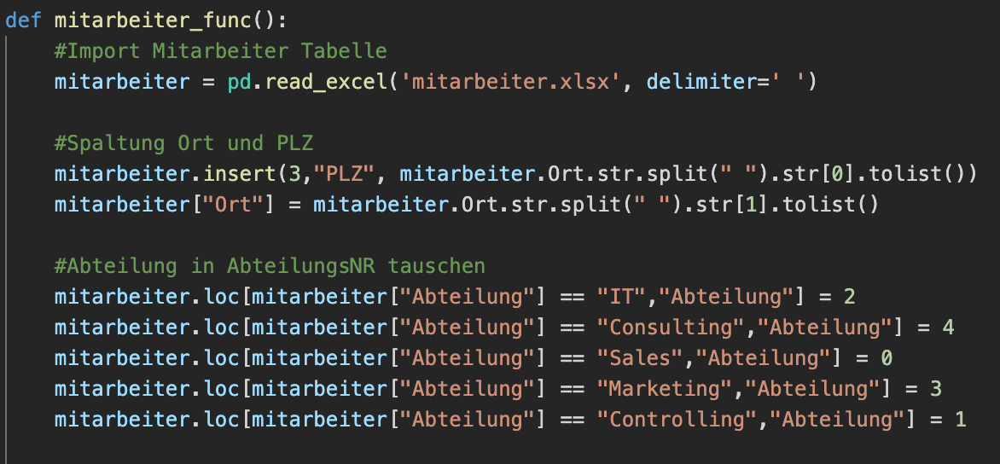 def mitarbeiter_func():
    #Import Mitarbeiter Tabelle
    mitarbeiter = pd.read_excel('mitarbeiter.xlsx', delimiter=' ')
    #Spaltung Ort und PLZ
    mitarbeiter.insert(3,"PLZ", mitarbeiter.Ort.str.split(" ").str[0].tolist())
    mitarbeiter["Ort"] = mitarbeiter.Ort.str.split(" ").str[1].tolist()
    #Abteilung in AbteilungsNR tauschen
    mitarbeiter.loc[mitarbeiter["Abteilung"] == "IT","Abteilung"] = 2
    mitarbeiter.loc[mitarbeiter["Abteilung"] == "Consulting","Abteilung"] = 4
    mitarbeiter.loc[mitarbeiter["Abteilung"] == "Sales","Abteilung"] = 0
    mitarbeiter.loc[mitarbeiter["Abteilung"] == "Marketing","Abteilung"] = 3
    mitarbeiter.loc[mitarbeiter["Abteilung"] == "Controlling","Abteilung"] = 1